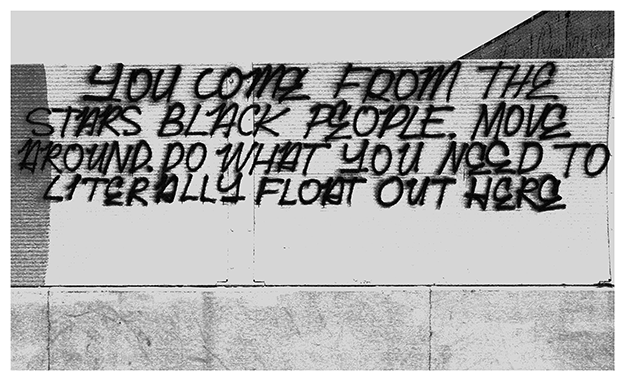 YOU COME FROM THE
STARS BLACK PEOPLE. MOVE
AROUND. DO WHAT YOU NEED TO
LITERALLY FLOAT OUT HERE